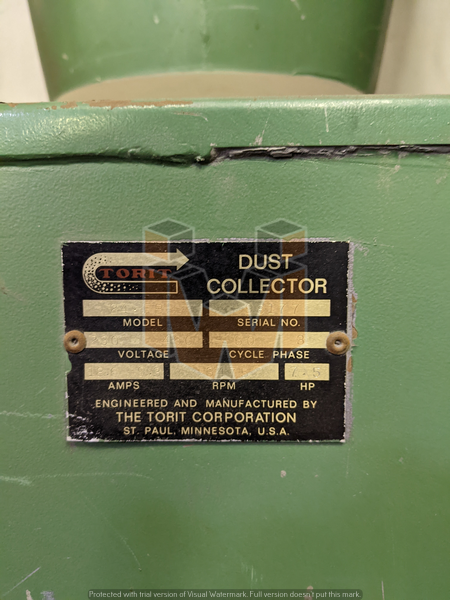 TORIT
DUST
COLLECTOR
MODEL SERIAL NO.
VOLTAGE CYCLE PHASE
AMPS RPM HP
ENGINEERED AND MANUFACTURED BY
THE TORIT CORPORATION
ST. PAUL, MINNESOTA, U.S.A.
Protected with trial version of Visual Watermark. Full version doesn't put this mark.